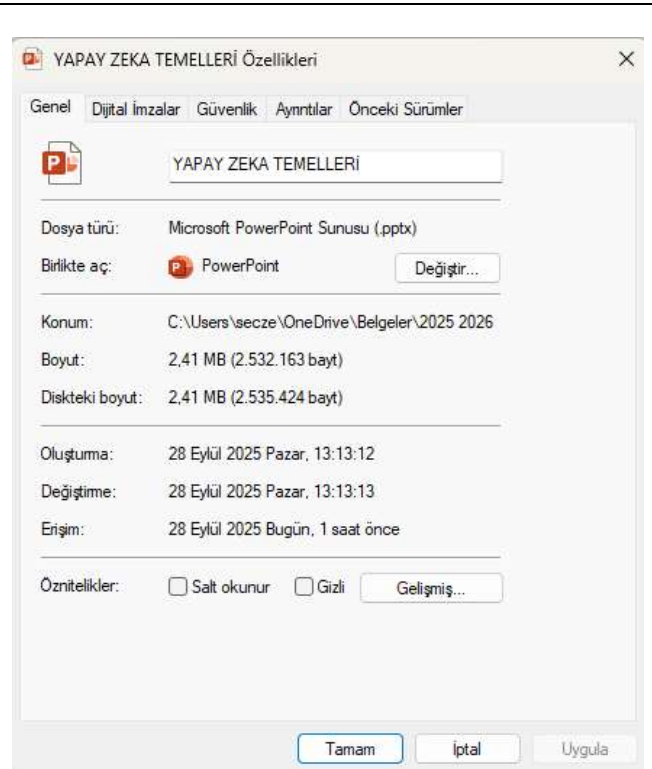 YAPAY ZEKA TEMELLERİ Özellikleri
Genel Dijital İmzalar Güvenlik Ayrıntılar Önceki Sürümler
YAPAY ZEKA TEMELLERİ
Dosya türü: Microsoft PowerPoint Sunusu (.pptx)
Birlikte aç: PowerPoint Değiştir...
Konum: C:\Users\secze\OneDrive\Belgeler\2025 2026
Boyut: 2,41 MB (2.532.163 bayt)
Diskteki boyut: 2,41 MB (2.535.424 bayt)
Oluşturma: 28 Eylül 2025 Pazar, 13:13:12
Değiştirme: 28 Eylül 2025 Pazar, 13:13:13
Erişim: 28 Eylül 2025 Bugün, 1 saat önce
Öznitelikler: Salt okunur Gizli Gelişmiş...
Tamam İptal Uygula